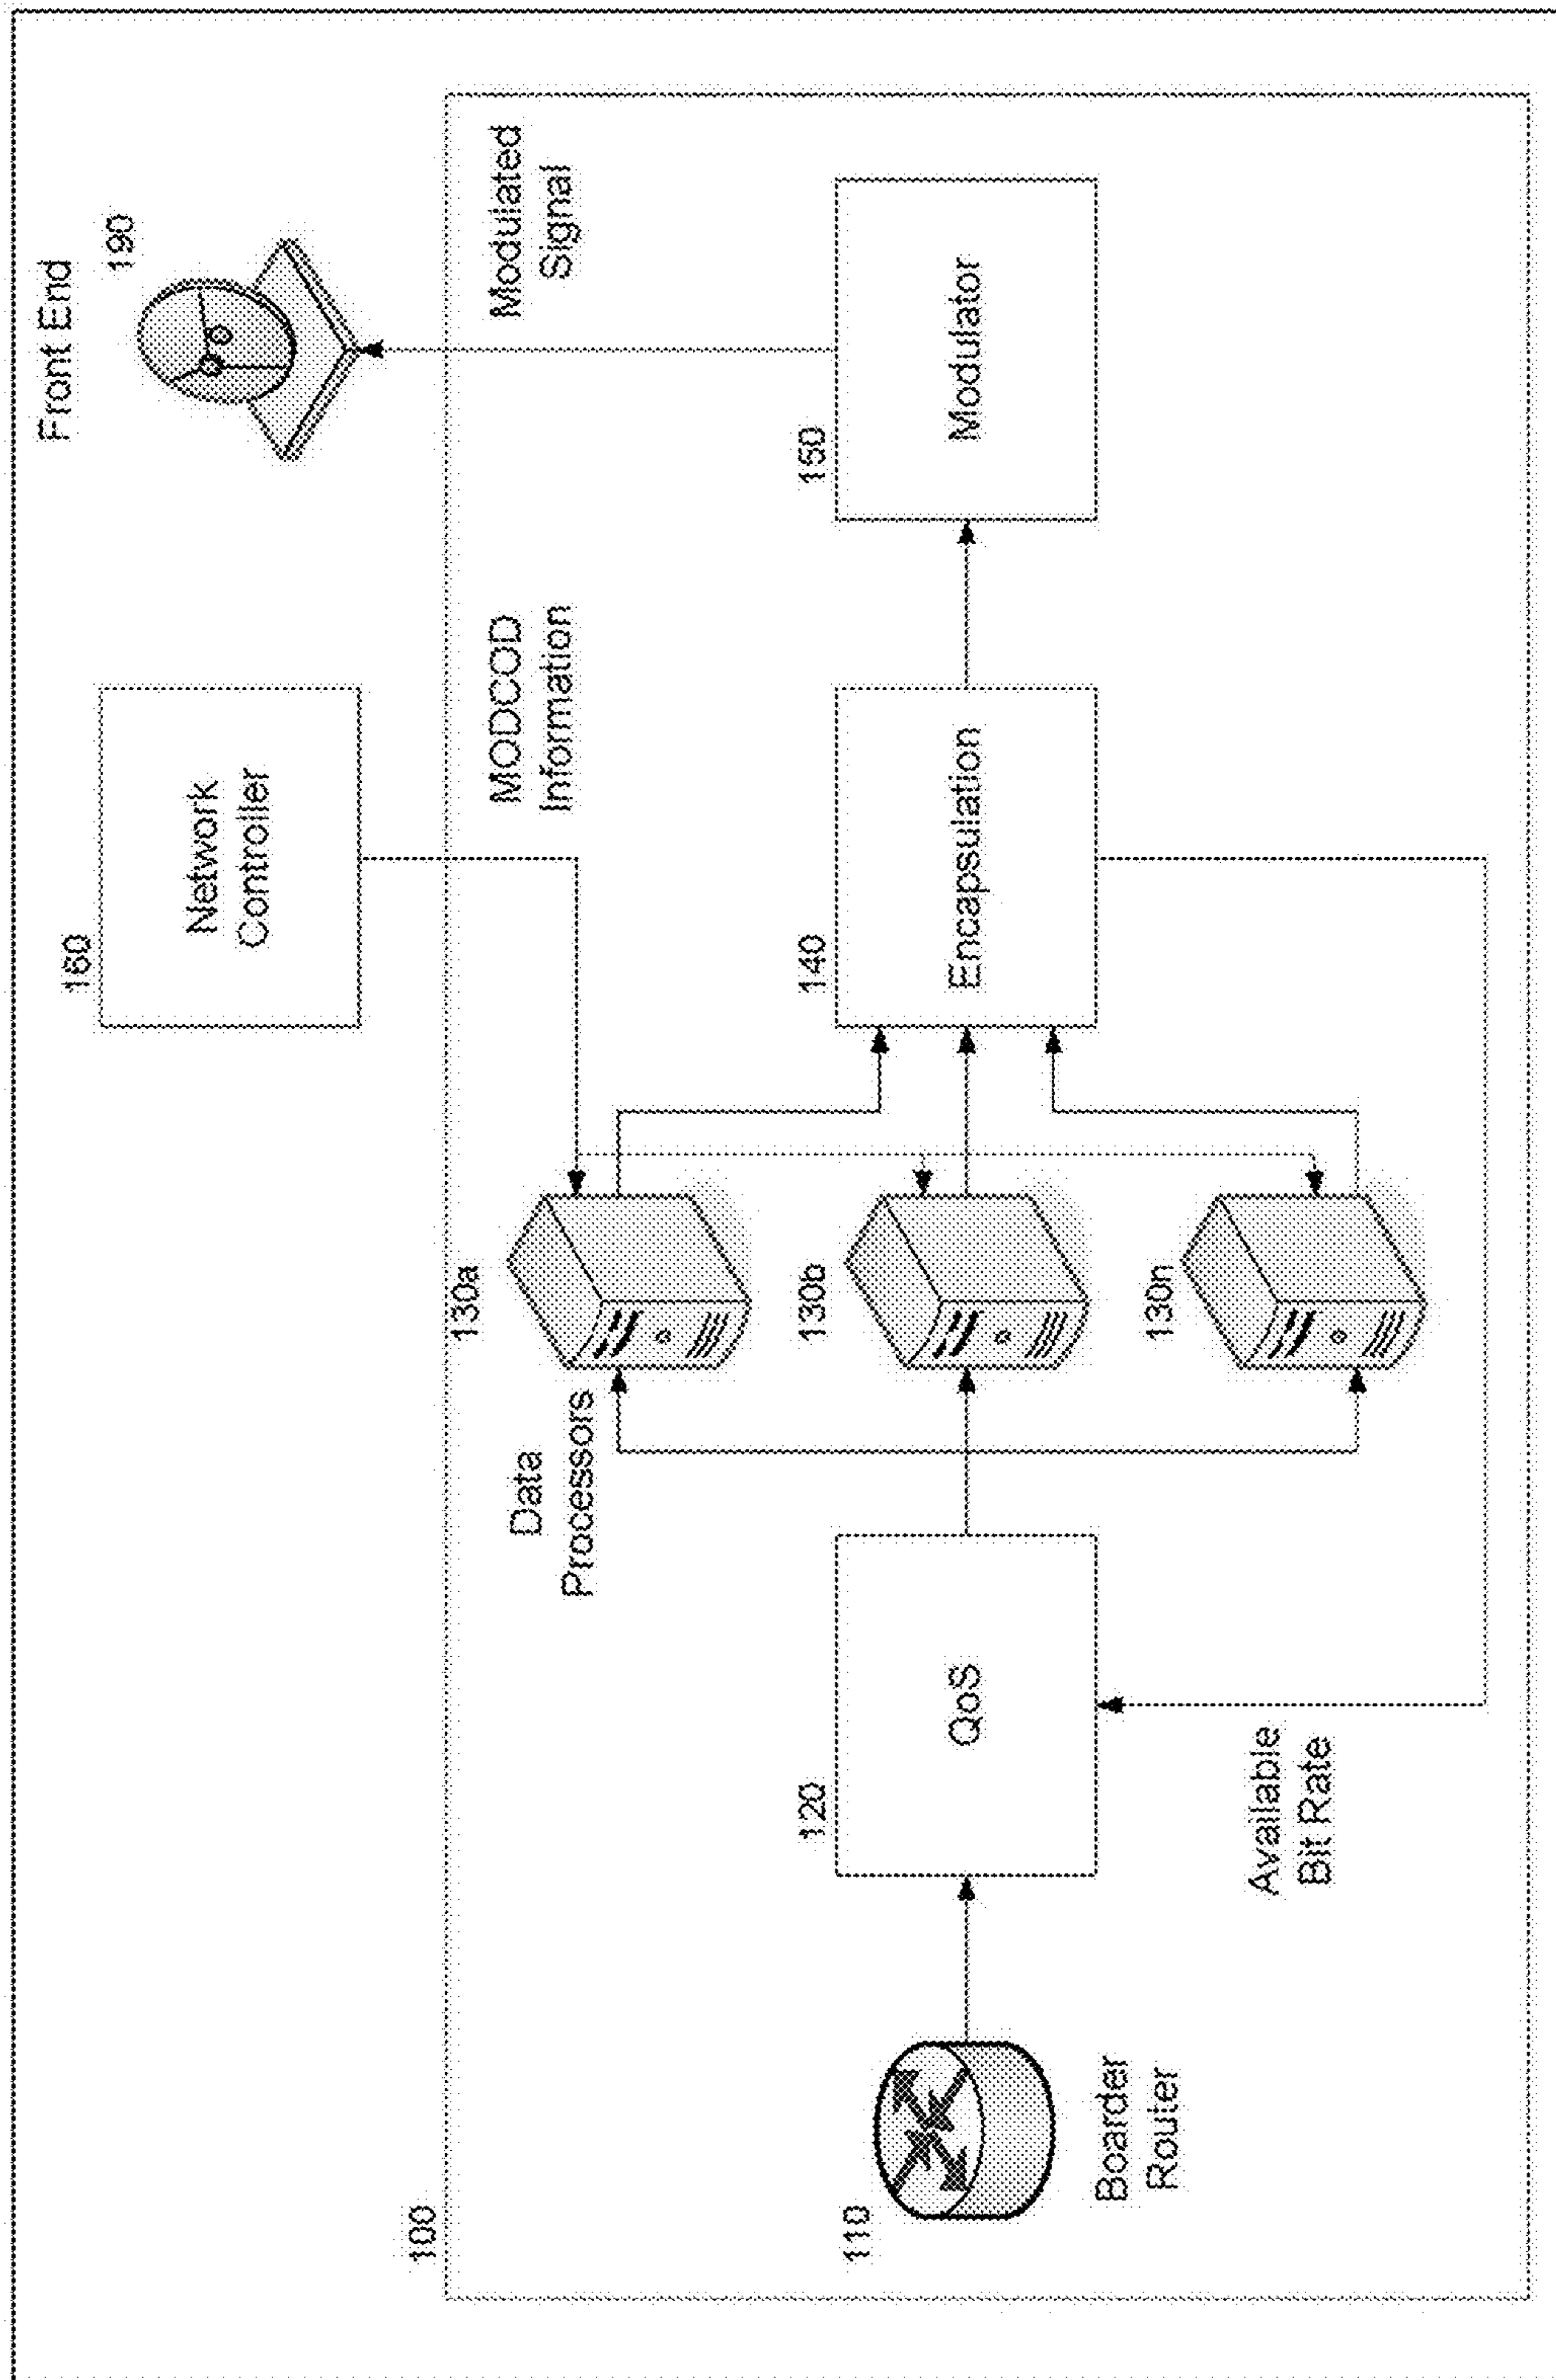 Front End
190
160
Network
Controller
100
Modulated
Signal
MODCOD
Information
Data
Processors
130a
130b
130n
110
Boarder
Router
120
QoS
140
Encapsulation
150
Modulator
Available
Bit Rate